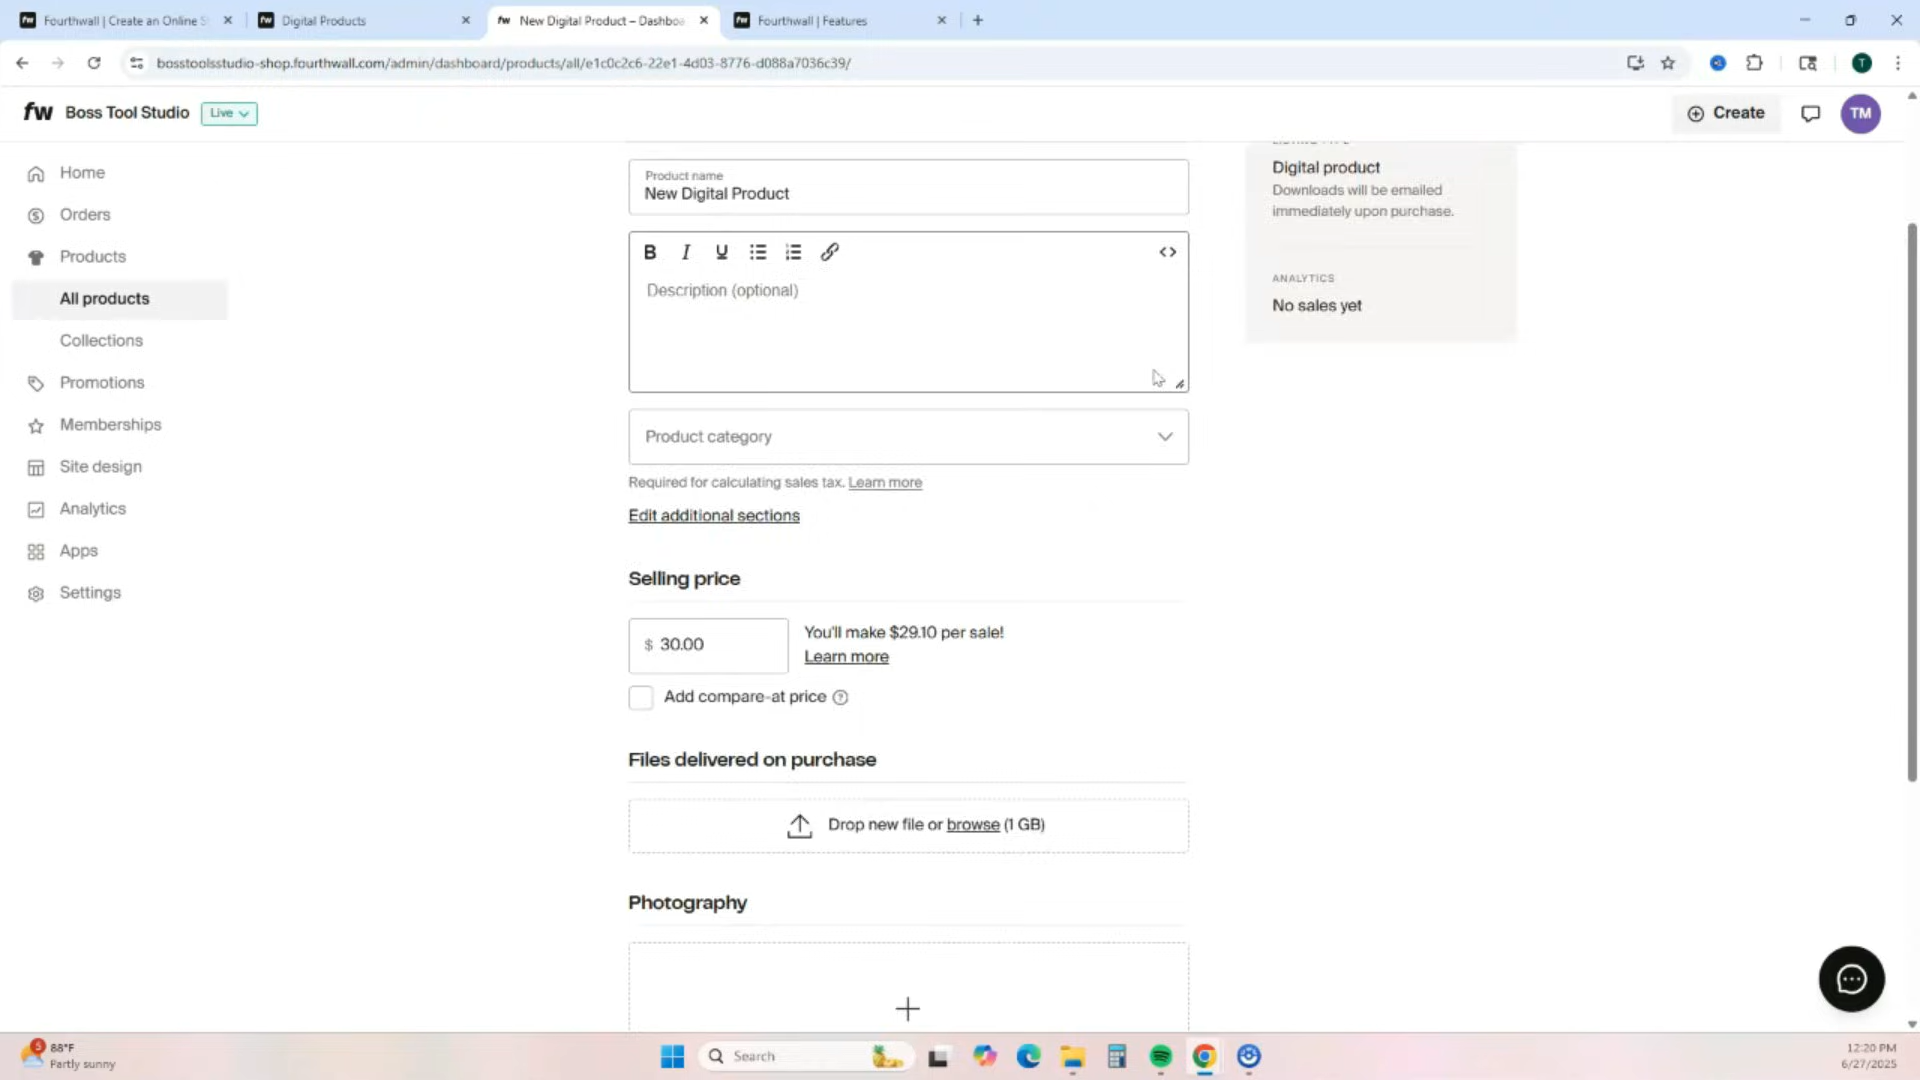 Fourthwall | Create an Online S
Digital Products
New Digital Product – Dashboa
Fourthwall | Features
bosstoolsstudio-shop.fourthwall.com/admin/dashboard/products/all/e1c0c2c6-22e1-4d03-8776-d088a7036c39/
T
fw Boss Tool Studio Live
Create
TM
Home
Orders
Products
All products
Collections
Promotions
Memberships
Site design
Analytics
Apps
Settings
Product name
New Digital Product
B I U
Description (optional)
Product category
Required for calculating sales tax. Learn more
Edit additional sections
Selling price
$ 30.00
You'll make $29.10 per sale!
Learn more
Add compare-at price
Files delivered on purchase
Drop new file or browse (1 GB)
Photography
Digital product
Downloads will be emailed
immediately upon purchase.
ANALYTICS
No sales yet
5
88°F
Partly sunny
Search
12:20 PM
6/27/2025